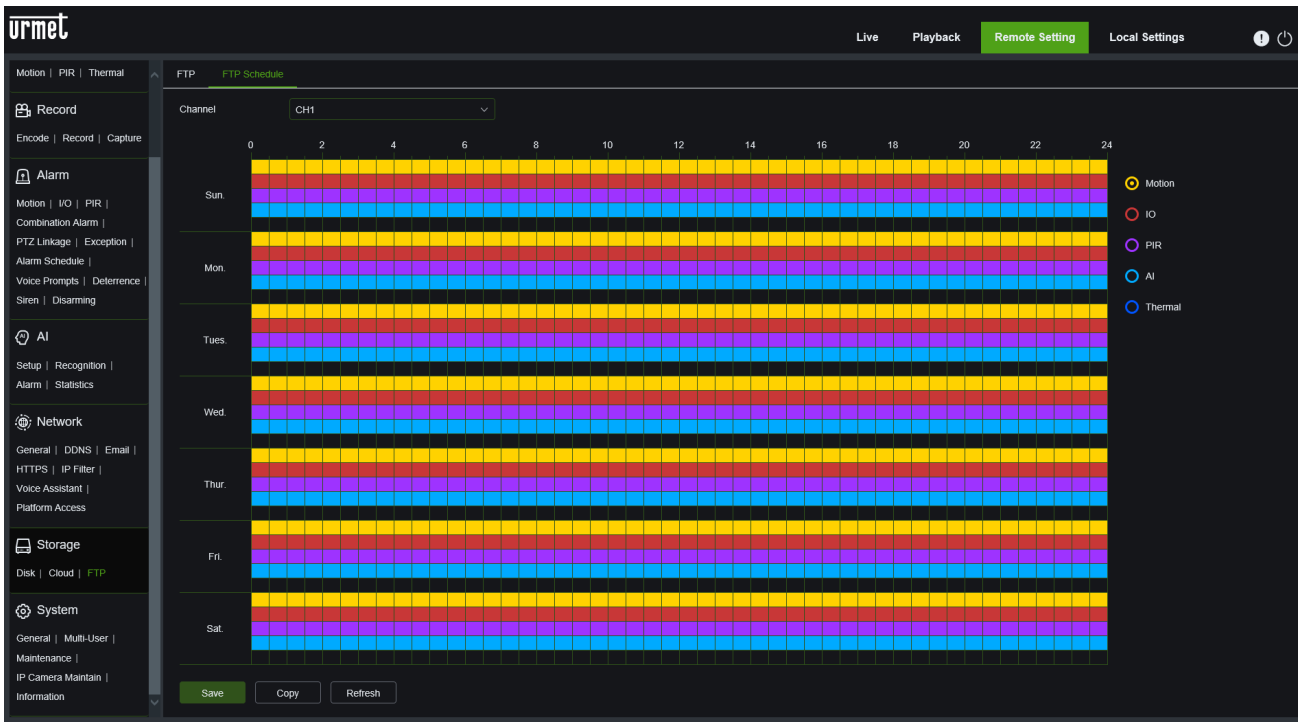 urmet
Live Playback Remote Setting Local Settings
Motion | PIR | Thermal
Record
Encode | Record | Capture
Alarm
Motion | I/O | PIR |
Combination Alarm |
PTZ Linkage | Exception |
Alarm Schedule |
Voice Prompts | Deterrence |
Siren | Disarming
AI
Setup | Recognition |
Alarm | Statistics
Network
General | DDNS | Email |
HTTPS | IP Filter |
Voice Assistant |
Platform Access
Storage
Disk | Cloud | FTP
System
General | Multi-User |
Maintenance |
IP Camera Maintain |
Information
FTP FTP Schedule
Channel CH1
0 2 4 6 8 10 12 14 16 18 20 22 24
Sun.
Mon.
Tues.
Wed.
Thur.
Fri.
Sat.
Motion
IO
PIR
AI
Thermal
Save Copy Refresh